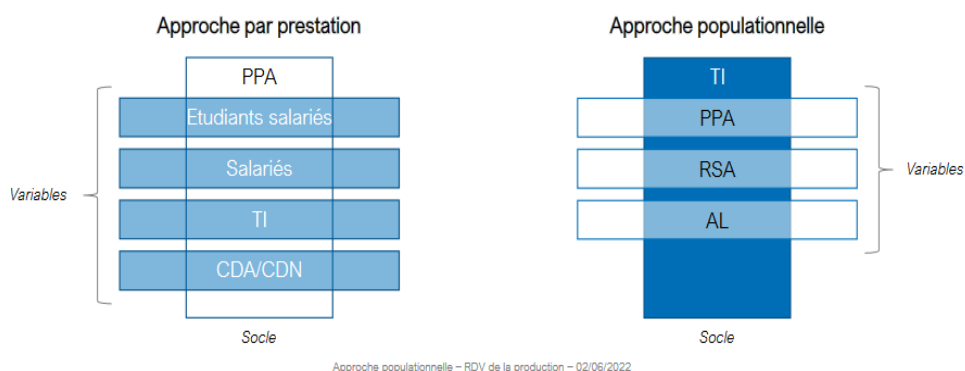 Approche par prestation
PPA
Etudiants salariés
Salariés
TI
CDA/CDN
Variables
Socle
Approche populationnelle
TI
PPA
RSA
AL
Variables
Socle
Approche populationnelle – RDV de la production – 02/06/2022